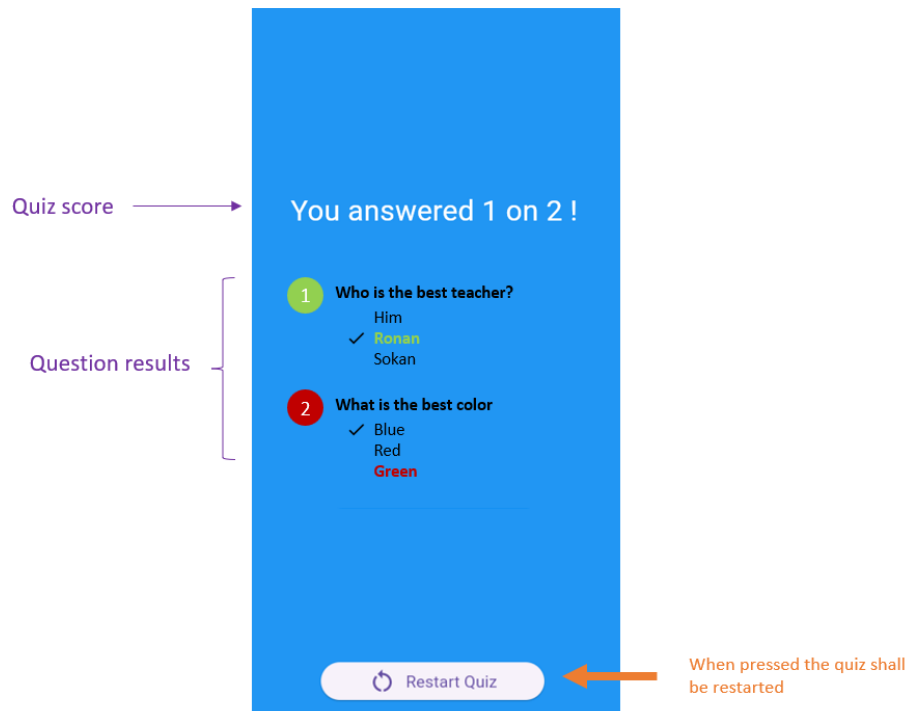 Quiz score
You answered 1 on 2 !
Question results
1 Who is the best teacher?
Him
Ronan
Sokan
2 What is the best color
Blue
Red
Green
Restart Quiz
When pressed the quiz shall
be restarted